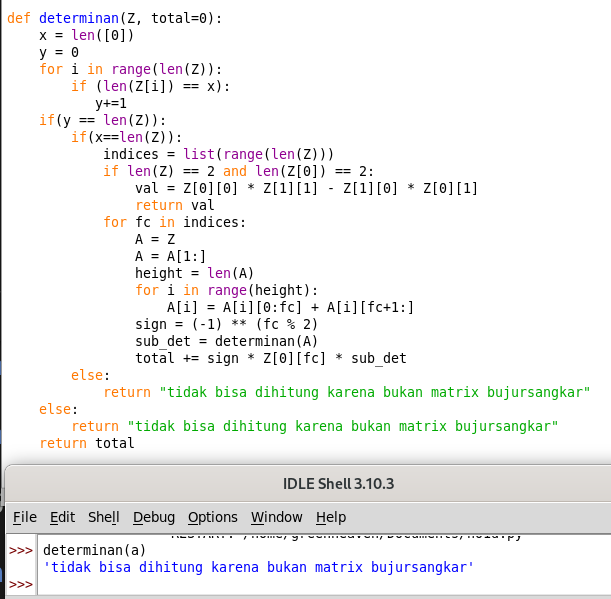 def determinan(Z, total=0):
    x = len([0])
    y = 0
    for i in range(len(Z)):
        if (len(Z[i]) == x):
           y+=1
    if(y == len(Z)):
        if(x==len(Z)):
            indices = list(range(len(Z)))
            if len(Z) == 2 and len(Z[0]) == 2:
                val = Z[0][0] * Z[1][1] - Z[1][0] * Z[0][1]
                return val
            for fc in indices:
                A = Z
                A = A[1:]
                height = len(A)
                for i in range(height):
                    A[i] = A[i][0:fc] + A[i][fc+1:]
                sign = (-1) ** (fc % 2)
                sub_det = determinan(A)
                total += sign * Z[0][fc] * sub_det
        else:
            return "tidak bisa dihitung karena bukan matrix bujursangkar"
    else:
        return "tidak bisa dihitung karena bukan matrix bujursangkar"
    return total
IDLE Shell 3.10.3
File Edit Shell Debug Options Window Help
RESTART: /home/greenheaven/Documents/
>>> determinan(a)
'tidak bisa dihitung karena bukan matrix bujursangkar'
>>>